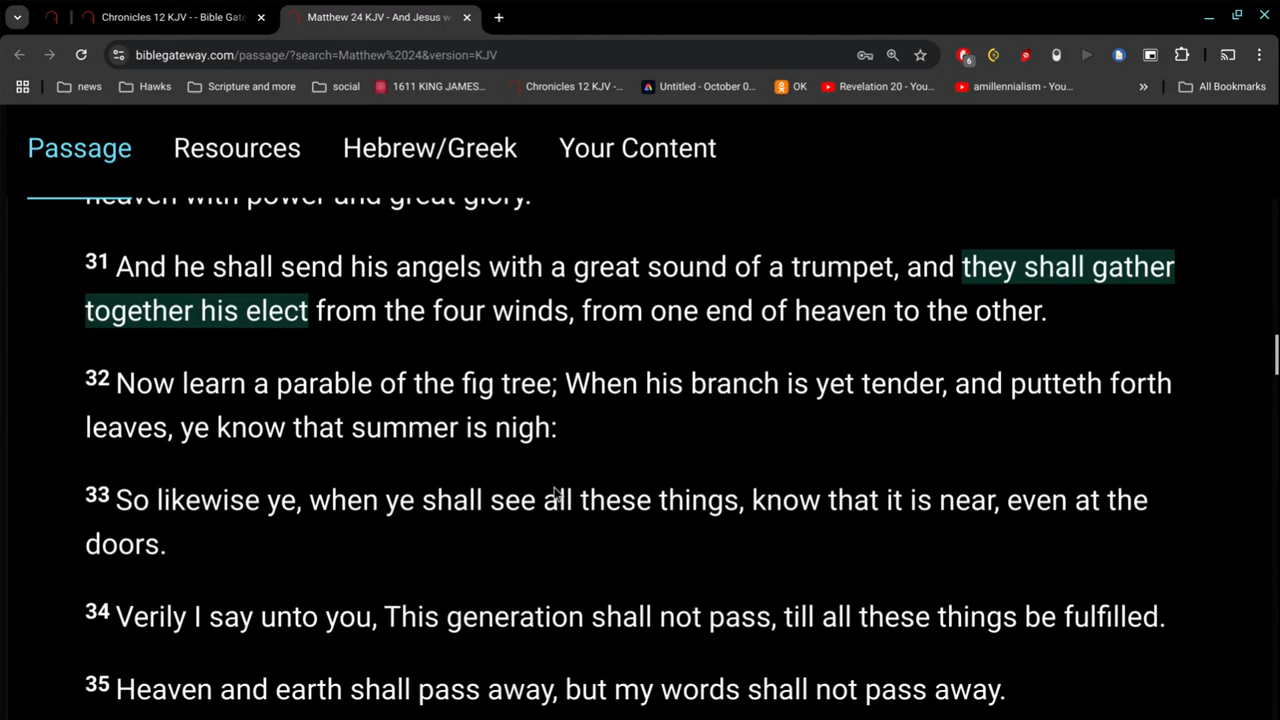 Chronicles 12 KJV - - Bible Gate
Matthew 24 KJV - And Jesus w
biblegateway.com/passage/?search=Matthew%2024&version=KJV
6
news
Hawks
Scripture and more
social
1611 KING JAMES...
Chronicles 12 KJV -...
Untitled - October 0...
OK
Revelation 20 - You...
amillennialism - You...
»
All Bookmarks
Passage Resources Hebrew/Greek Your Content
heaven with power and great glory.
31 And he shall send his angels with a great sound of a trumpet, and they shall gather
together his elect from the four winds, from one end of heaven to the other.
32 Now learn a parable of the fig tree; When his branch is yet tender, and putteth forth
leaves, ye know that summer is nigh:
33 So likewise ye, when ye shall see all these things, know that it is near, even at the
doors.
34 Verily I say unto you, This generation shall not pass, till all these things be fulfilled.
35 Heaven and earth shall pass away, but my words shall not pass away.